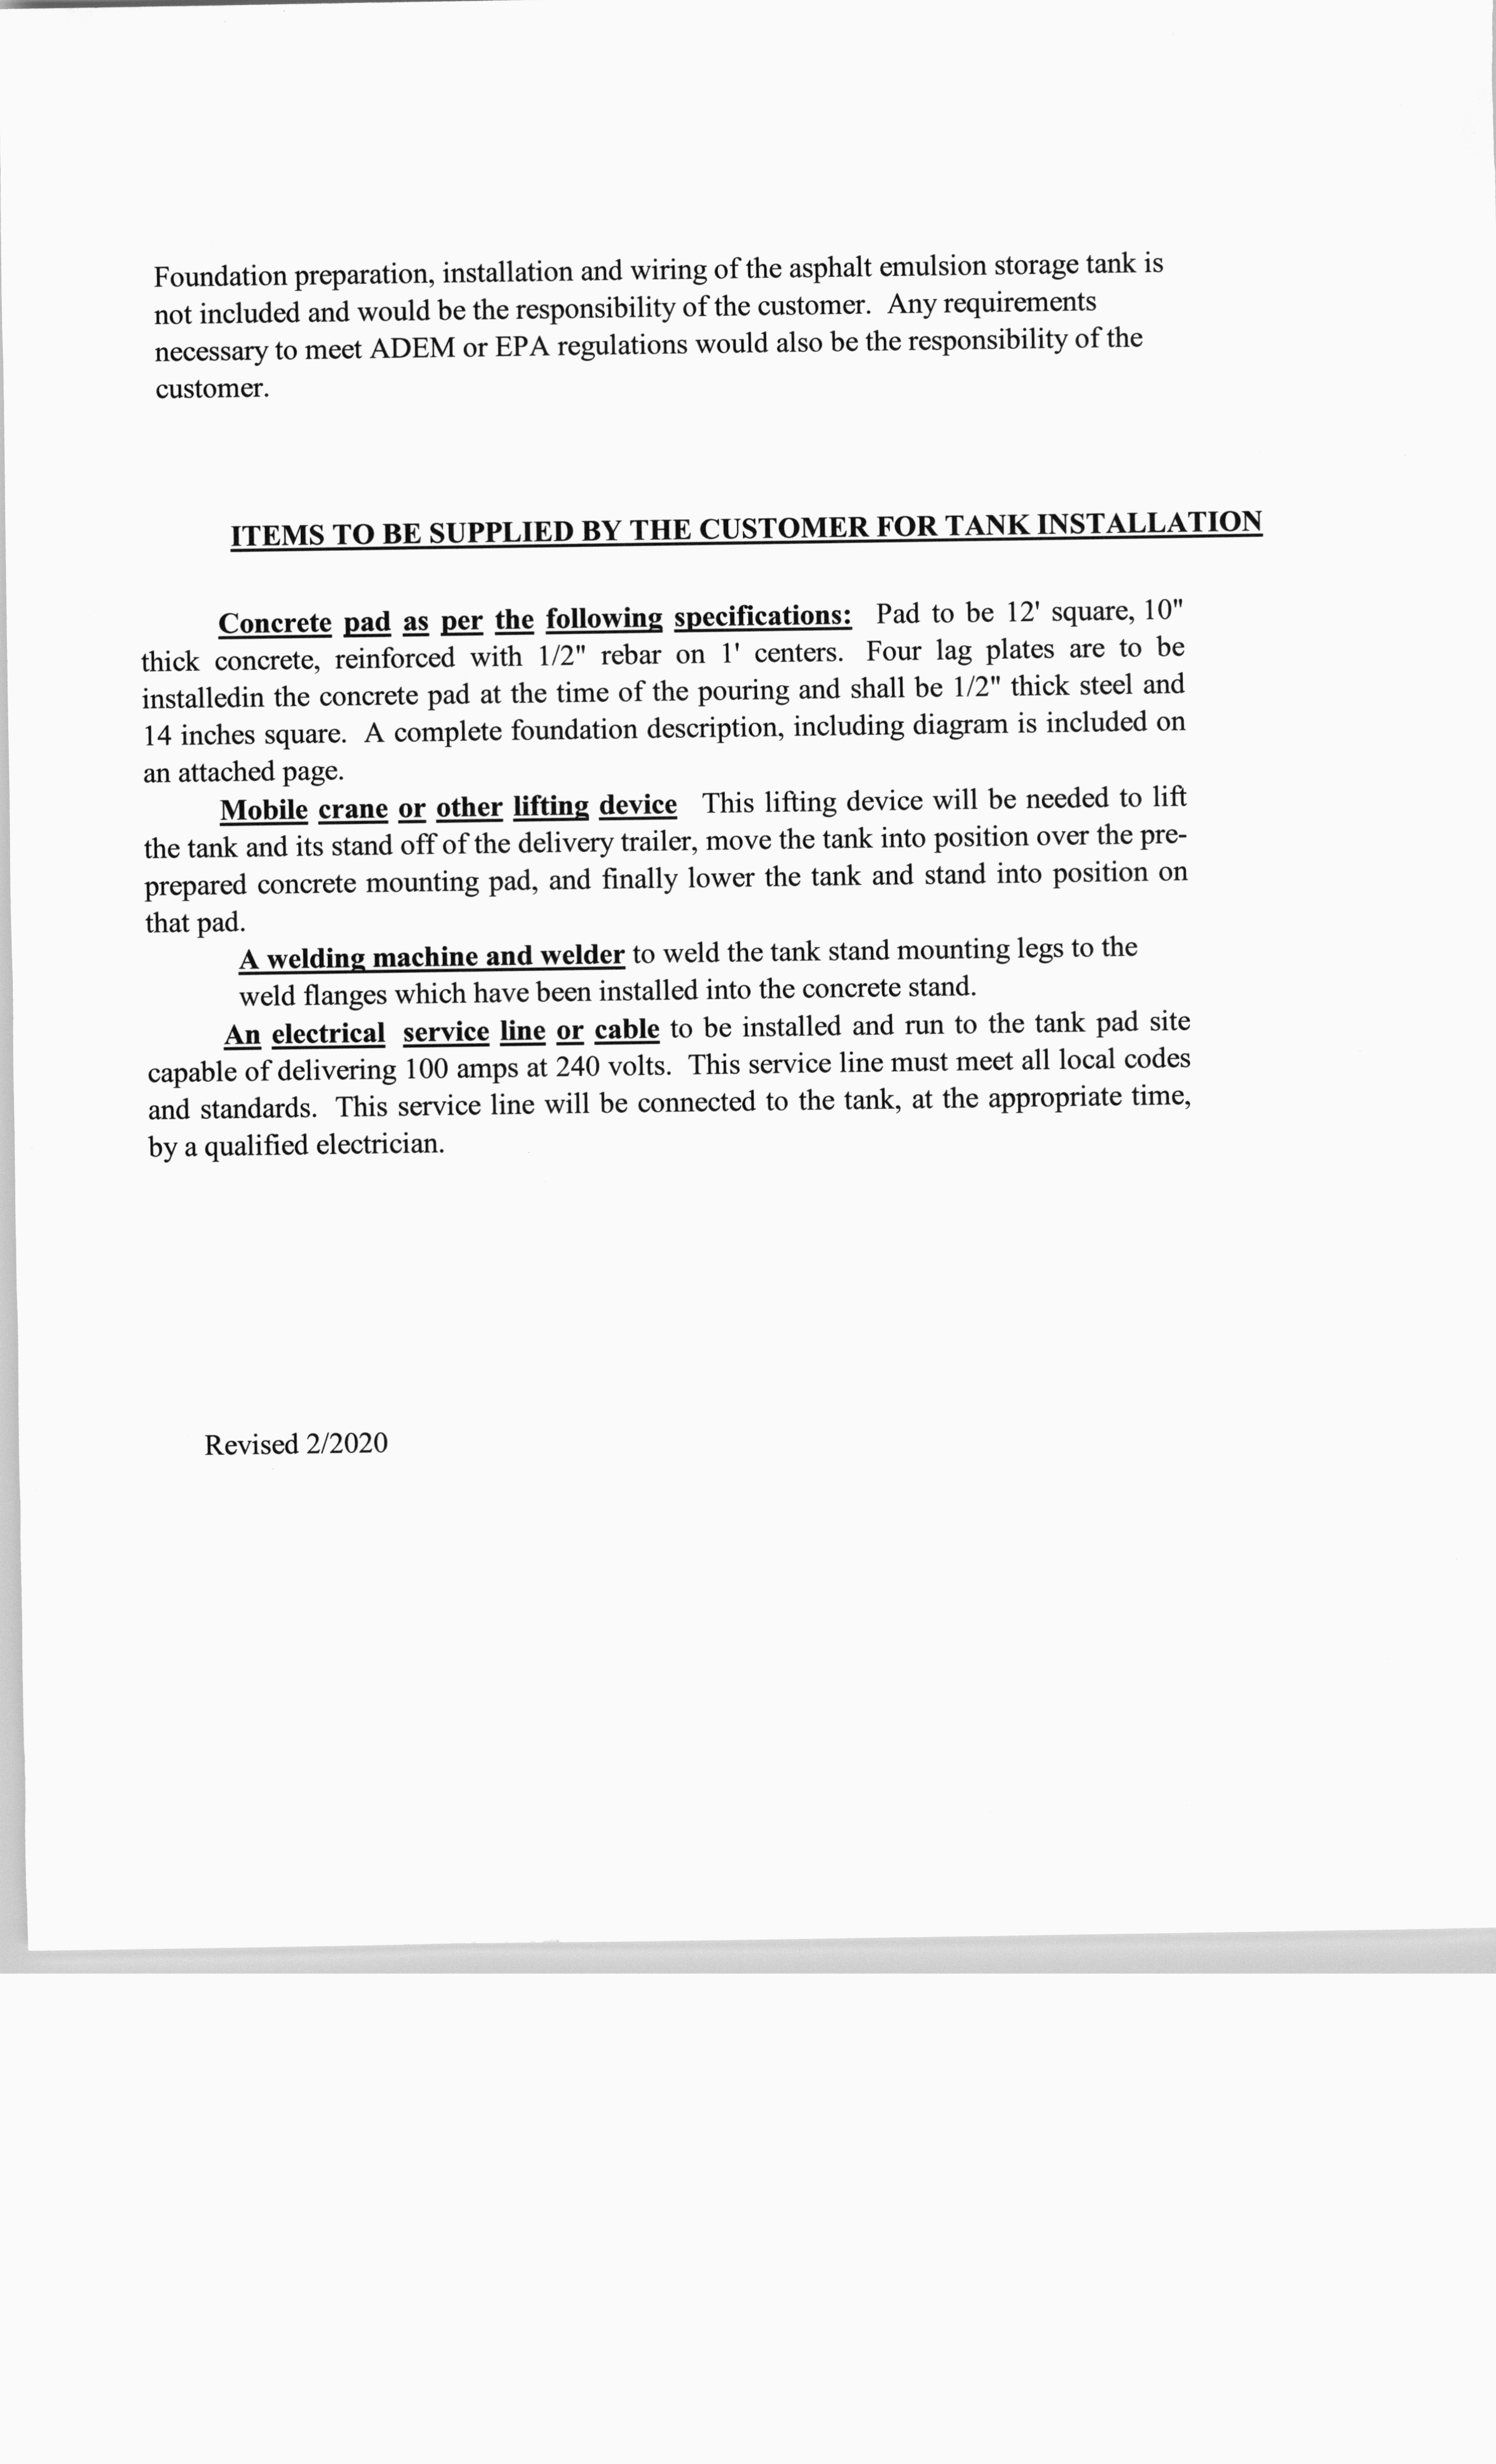 Foundation preparation, installation and wiring of the asphalt emulsion storage tank is
not included and would be the responsibility of the customer.  Any requirements
necessary to meet ADEM or EPA regulations would also be the responsibility of the
customer.
ITEMS TO BE SUPPLIED BY THE CUSTOMER FOR TANK INSTALLATION
Concrete pad as per the following specifications:  Pad to be 12' square, 10"
thick concrete, reinforced with 1/2" rebar on 1' centers.  Four lag plates are to be
installedin the concrete pad at the time of the pouring and shall be 1/2" thick steel and
14 inches square.  A complete foundation description, including diagram is included on
an attached page.
Mobile crane or other lifting device  This lifting device will be needed to lift
the tank and its stand off of the delivery trailer, move the tank into position over the pre-
prepared concrete mounting pad, and finally lower the tank and stand into position on
that pad.
A welding machine and welder to weld the tank stand mounting legs to the
weld flanges which have been installed into the concrete stand.
An electrical  service line or cable to be installed and run to the tank pad site
capable of delivering 100 amps at 240 volts.  This service line must meet all local codes
and standards.  This service line will be connected to the tank, at the appropriate time,
by a qualified electrician.
Revised 2/2020